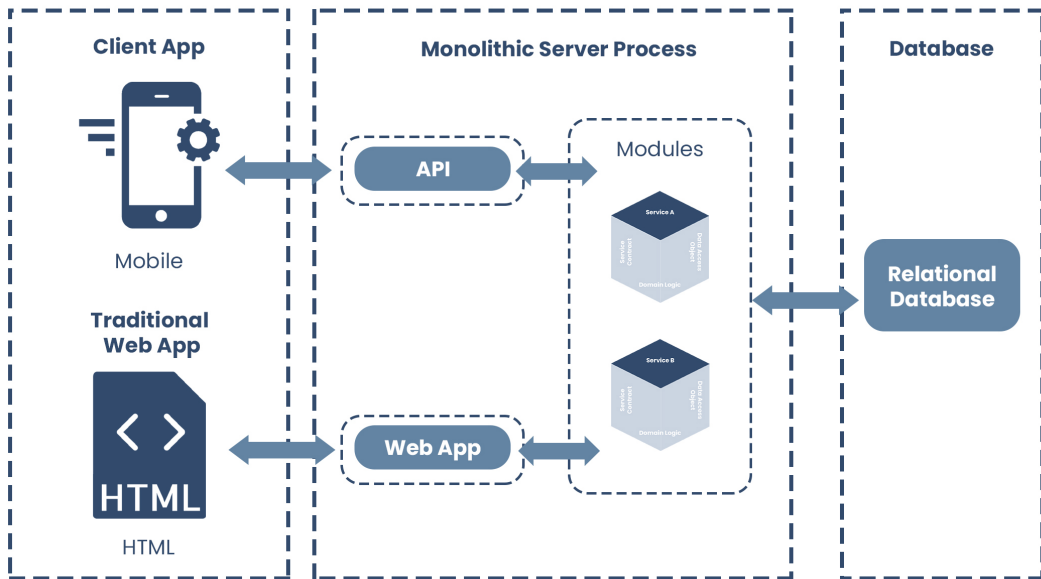 Client App
Mobile
Traditional
Web App
HTML
HTML
Monolithic Server Process
API
Web App
Modules
Service A
Service
Contract
Data Access
Object
Domain Logic
Service B
Service
Contract
Data Access
Object
Domain Logic
Database
Relational
Database